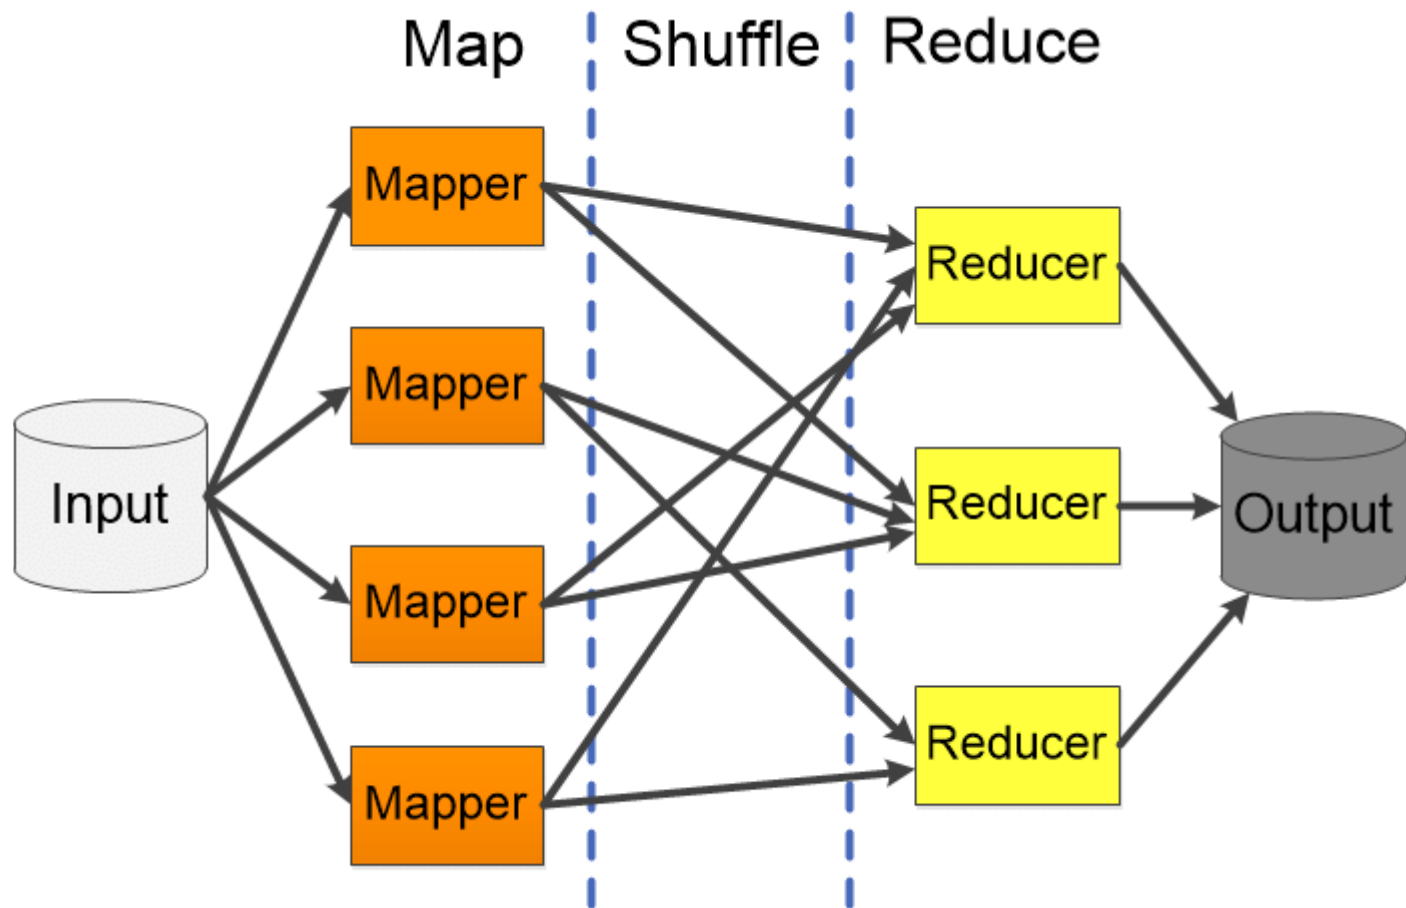 Map
Shuffle
Reduce
Mapper
Mapper
Mapper
Mapper
Reducer
Reducer
Reducer
Input
Output